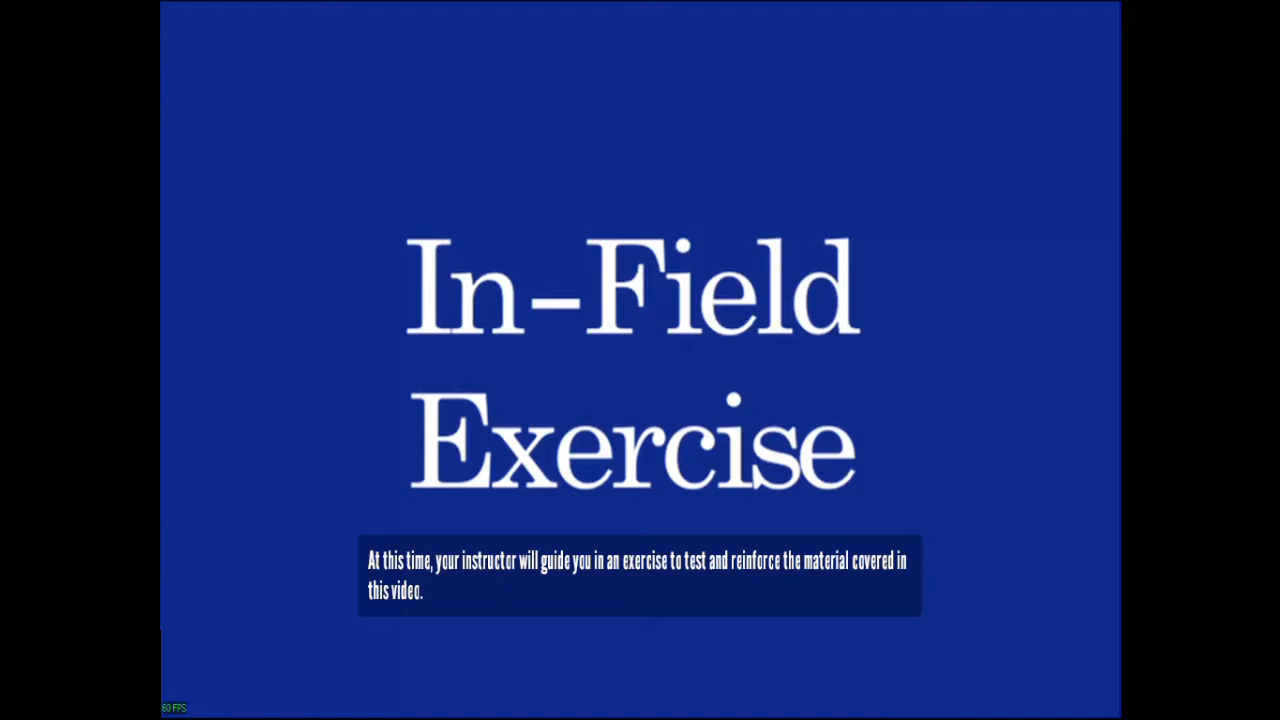 In-Field
Exercise
At this time, your instructor will guide you in an exercise to test and reinforce the material covered in
this video.
60 FPS